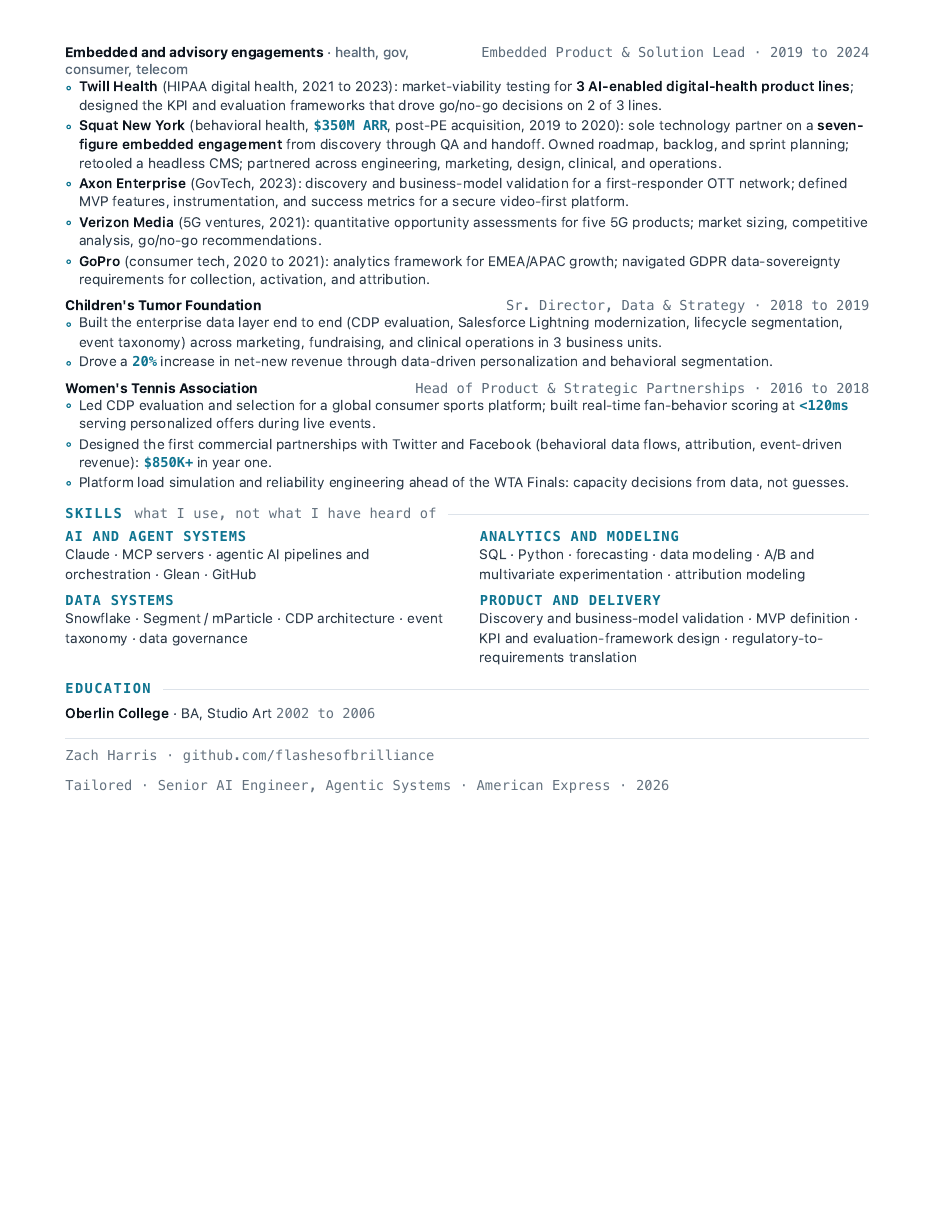 Embedded and advisory engagements · health, gov, consumer, telecom
Embedded Product & Solution Lead · 2019 to 2024
Twill Health (HIPAA digital health, 2021 to 2023): market-viability testing for 3 AI-enabled digital-health product lines;
designed the KPI and evaluation frameworks that drove go/no-go decisions on 2 of 3 lines.
Squat New York (behavioral health, $350M ARR, post-PE acquisition, 2019 to 2020): sole technology partner on a seven-
figure embedded engagement from discovery through QA and handoff. Owned roadmap, backlog, and sprint planning;
retooled a headless CMS; partnered across engineering, marketing, design, clinical, and operations.
Axon Enterprise (GovTech, 2023): discovery and business-model validation for a first-responder OTT network; defined
MVP features, instrumentation, and success metrics for a secure video-first platform.
Verizon Media (5G ventures, 2021): quantitative opportunity assessments for five 5G products; market sizing, competitive
analysis, go/no-go recommendations.
GoPro (consumer tech, 2020 to 2021): analytics framework for EMEA/APAC growth; navigated GDPR data-sovereignty
requirements for collection, activation, and attribution.
Children's Tumor Foundation
Sr. Director, Data & Strategy · 2018 to 2019
Built the enterprise data layer end to end (CDP evaluation, Salesforce Lightning modernization, lifecycle segmentation,
event taxonomy) across marketing, fundraising, and clinical operations in 3 business units.
Drove a 20% increase in net-new revenue through data-driven personalization and behavioral segmentation.
Women's Tennis Association
Head of Product & Strategic Partnerships · 2016 to 2018
Led CDP evaluation and selection for a global consumer sports platform; built real-time fan-behavior scoring at <120ms
serving personalized offers during live events.
Designed the first commercial partnerships with Twitter and Facebook (behavioral data flows, attribution, event-driven
revenue): $850K+ in year one.
Platform load simulation and reliability engineering ahead of the WTA Finals: capacity decisions from data, not guesses.
SKILLS what I use, not what I have heard of
AI AND AGENT SYSTEMS
Claude · MCP servers · agentic AI pipelines and
orchestration · Glean · GitHub
ANALYTICS AND MODELING
SQL · Python · forecasting · data modeling · A/B and
multivariate experimentation · attribution modeling
DATA SYSTEMS
Snowflake · Segment / mParticle · CDP architecture · event
taxonomy · data governance
PRODUCT AND DELIVERY
Discovery and business-model validation · MVP definition ·
KPI and evaluation-framework design · regulatory-to-
requirements translation
EDUCATION
Oberlin College · BA, Studio Art 2002 to 2006
Zach Harris · github.com/flashesofbrilliance
Tailored · Senior AI Engineer, Agentic Systems · American Express · 2026